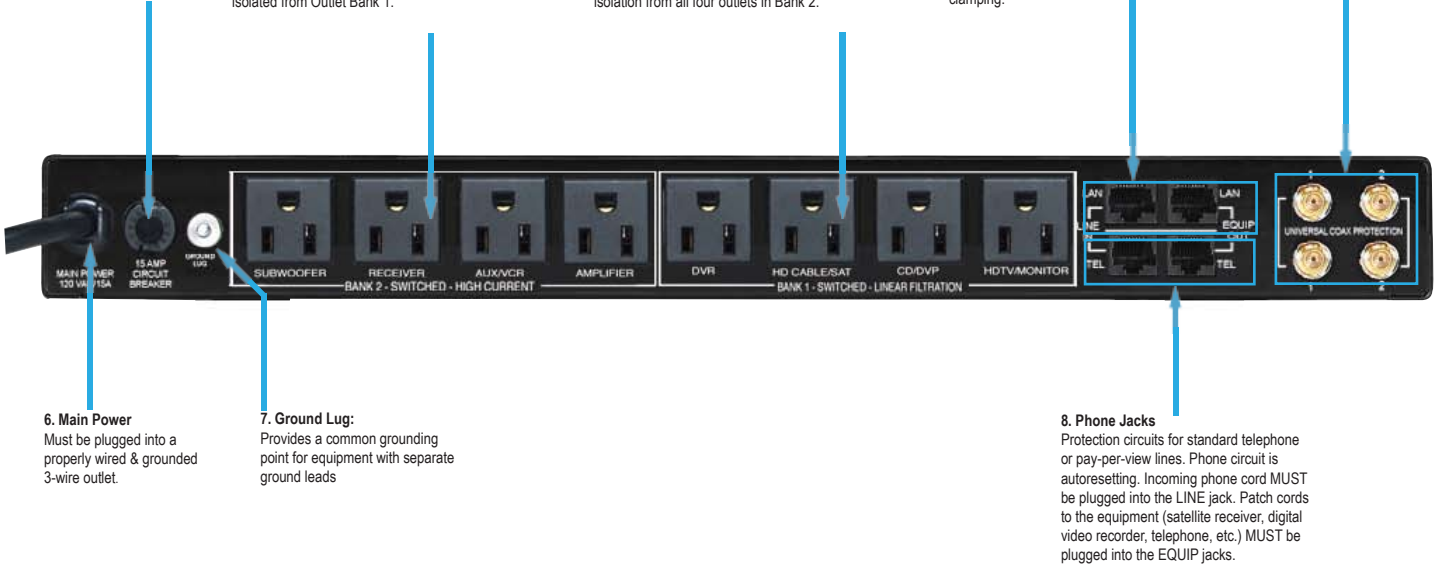 isolated from Outlet Bank 1.
isolation from all four outlets in Bank 2.
clamping.
MAIN POWER
120 VAC/15A
15 AMP
CIRCUIT
BREAKER
GROUND
LUG
SUBWOOFER
RECEIVER
AUX/VCR
AMPLIFIER
BANK 2 - SWITCHED - HIGH CURRENT
DVR
HD CABLE/SAT
CD/DVP
HDTV/MONITOR
BANK 1 - SWITCHED - LINEAR FILTRATION
LAN
LAN
LINE
EQUIP
IN
OUT
TEL
TEL
1
2
UNIVERSAL COAX PROTECTION
1
2
6. Main Power
Must be plugged into a
properly wired & grounded
3-wire outlet.
7. Ground Lug:
Provides a common grounding
point for equipment with separate
ground leads
8. Phone Jacks
Protection circuits for standard telephone
or pay-per-view lines. Phone circuit is
autoresetting. Incoming phone cord MUST
be plugged into the LINE jack. Patch cords
to the equipment (satellite receiver, digital
video recorder, telephone, etc.) MUST be
plugged into the EQUIP jacks.